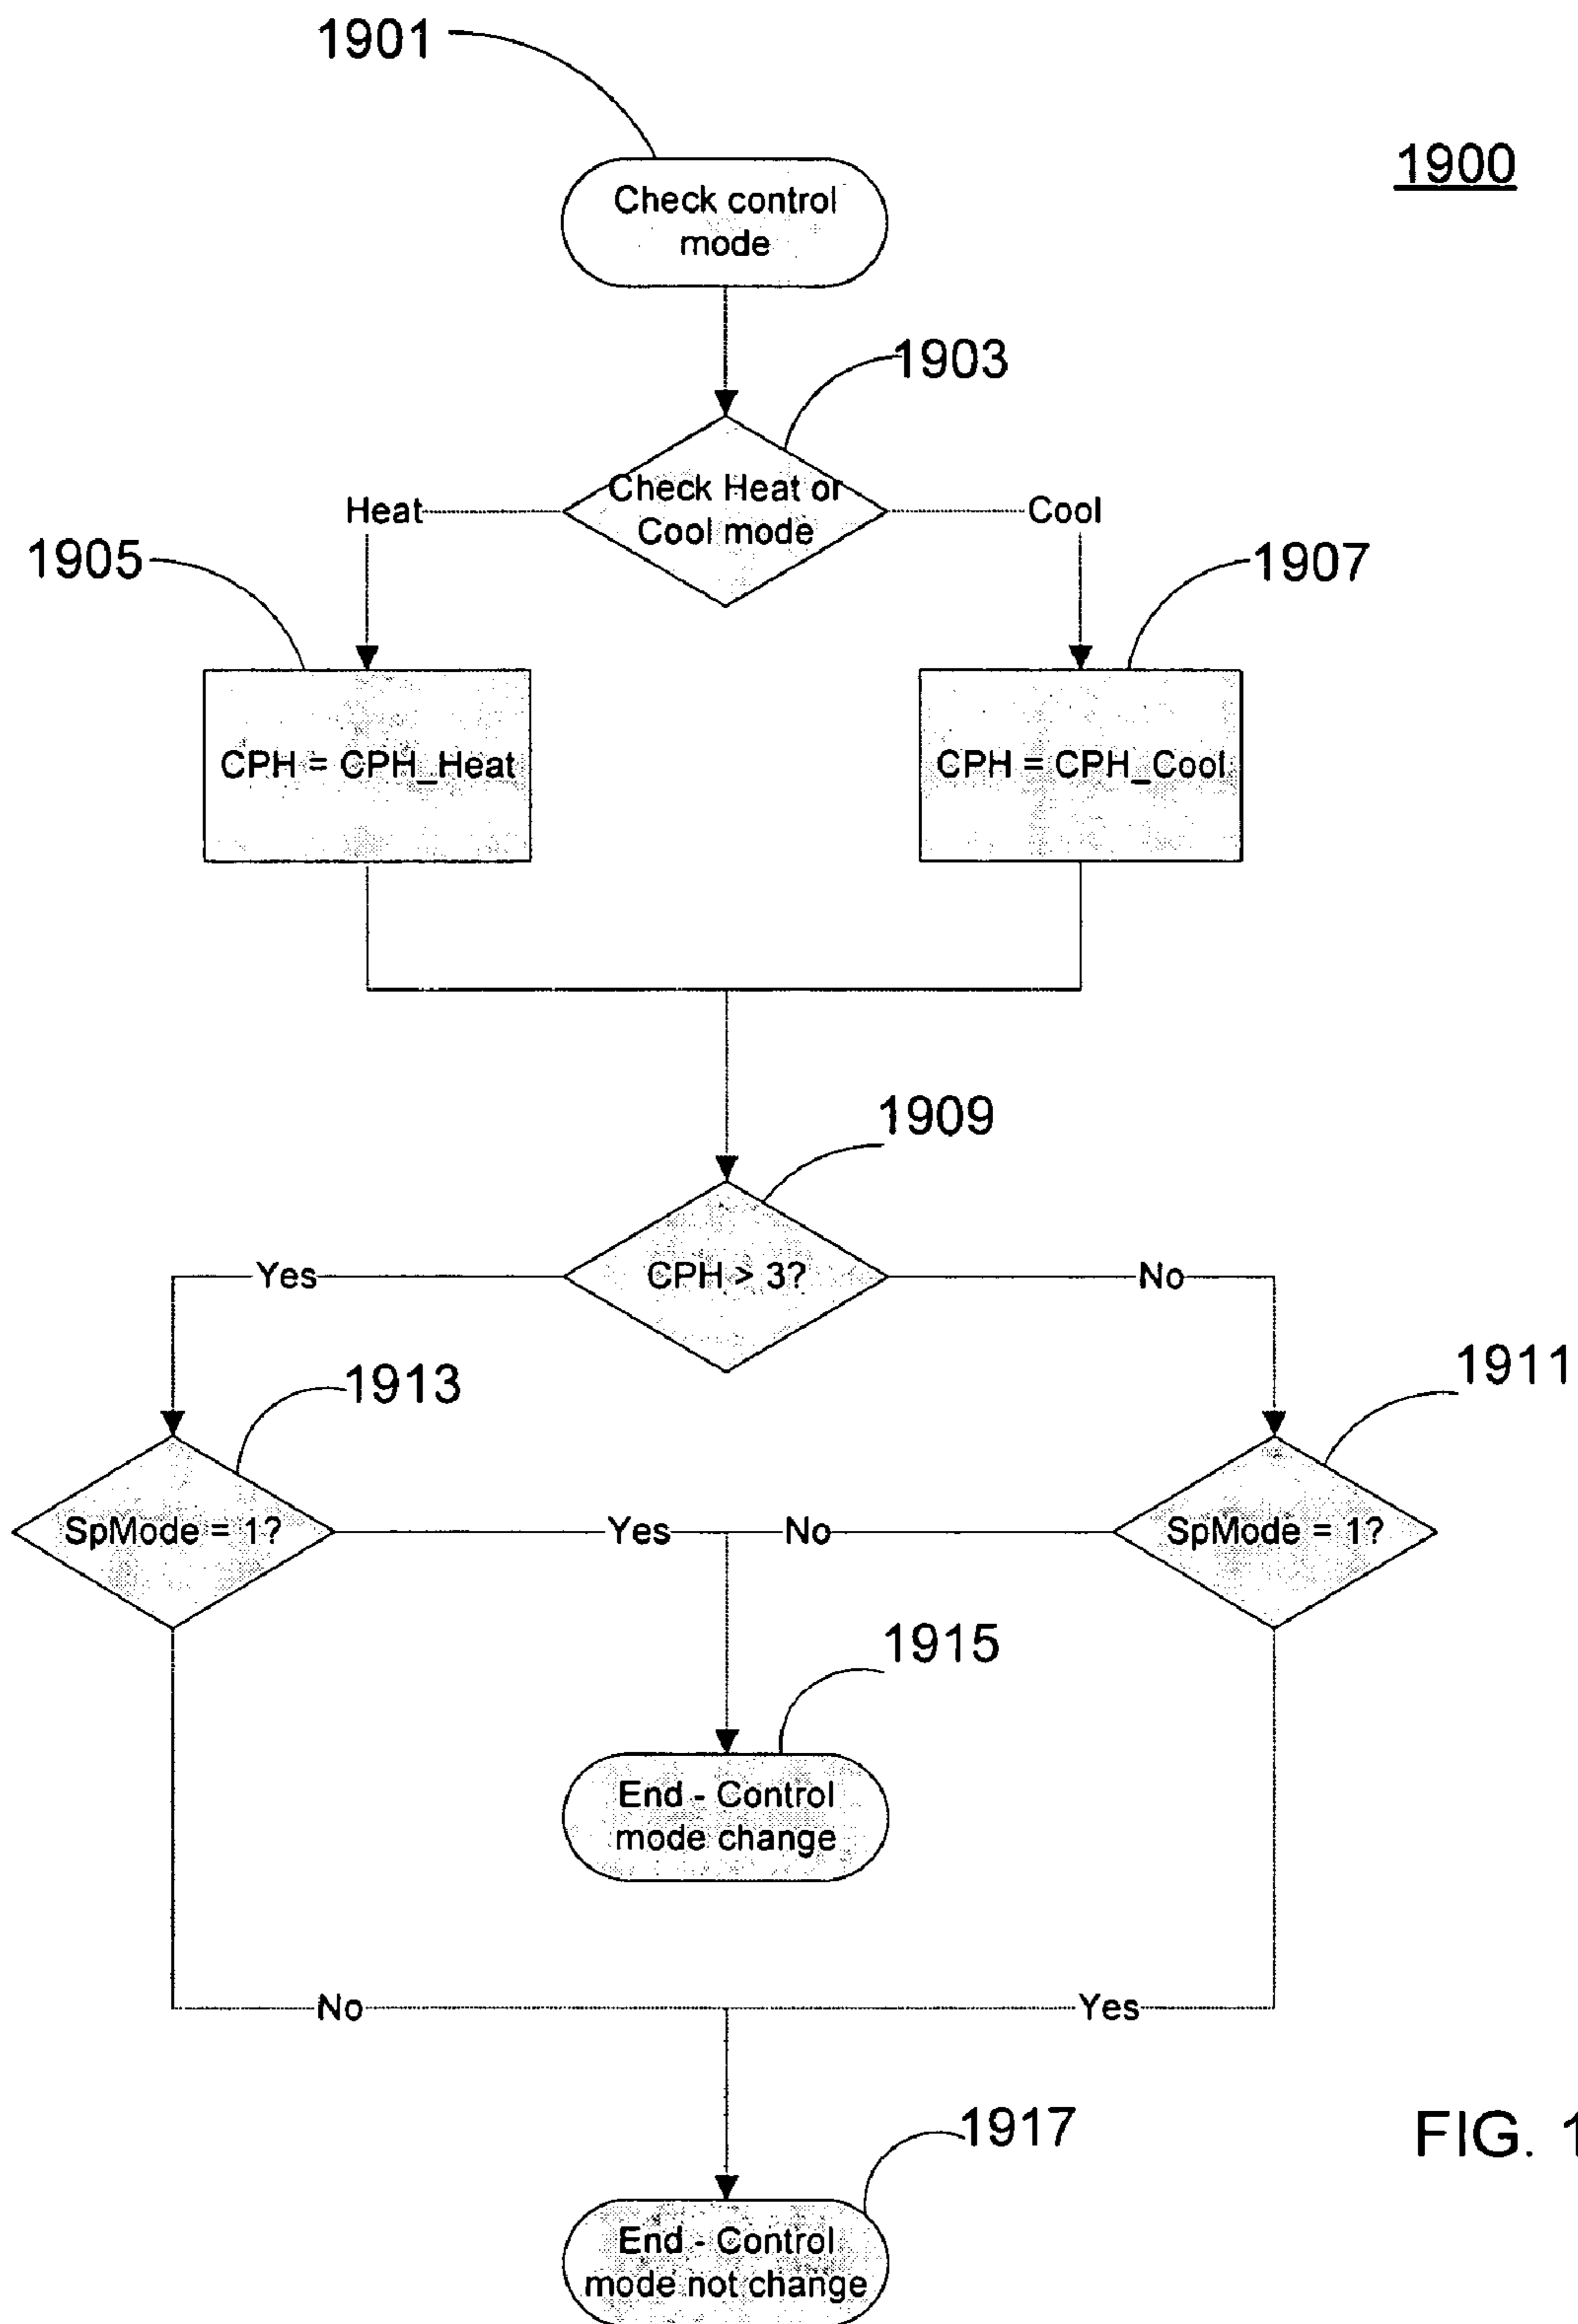 1901
1900
Check control
mode
1903
Check Heat or
Cool mode
Heat
Cool
1905
1907
CPH = CPH_Heat
CPH = CPH_Cool
1909
CPH > 3?
Yes
No
1913
1911
SpMode = 1?
Yes
No
SpMode = 1?
1915
End - Control
mode change
No
Yes
1917
FIG. 1
End - Control
mode not change